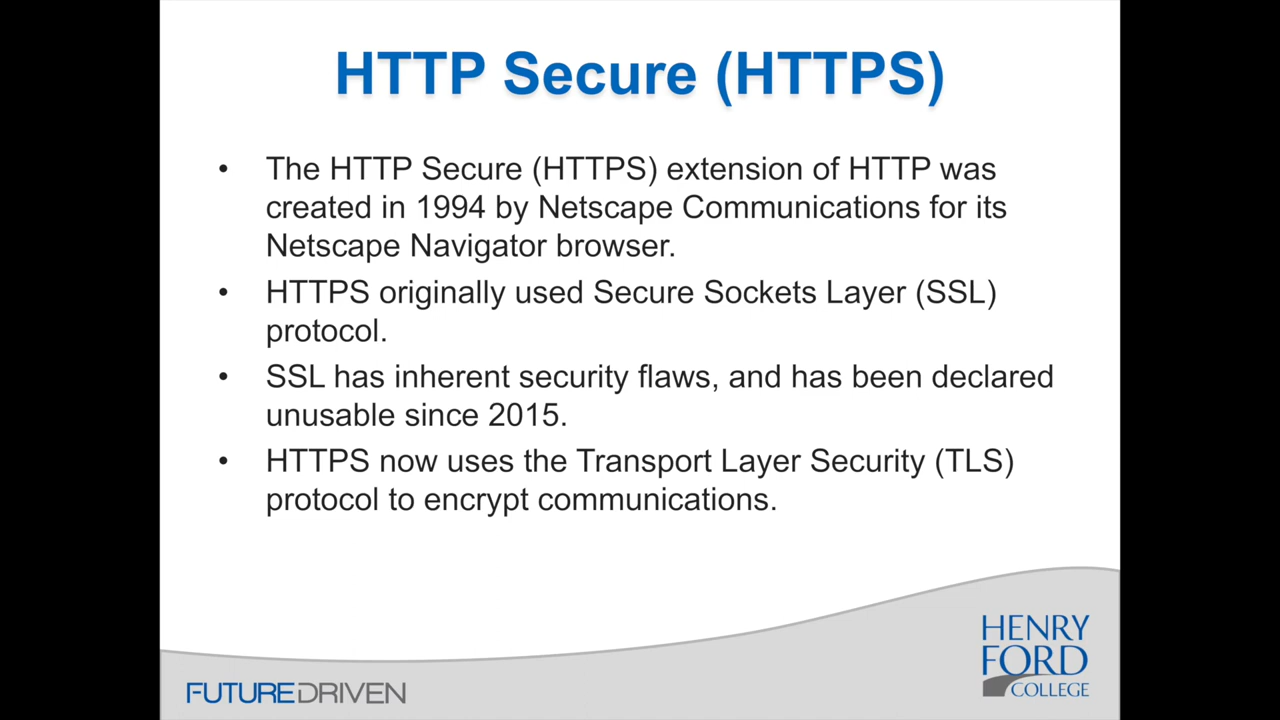 HTTP Secure (HTTPS)
• The HTTP Secure (HTTPS) extension of HTTP was
created in 1994 by Netscape Communications for its
Netscape Navigator browser.
• HTTPS originally used Secure Sockets Layer (SSL)
protocol.
• SSL has inherent security flaws, and has been declared
unusable since 2015.
• HTTPS now uses the Transport Layer Security (TLS)
protocol to encrypt communications.
FUTUREDRIVEN
HENRY
FORD
COLLEGE